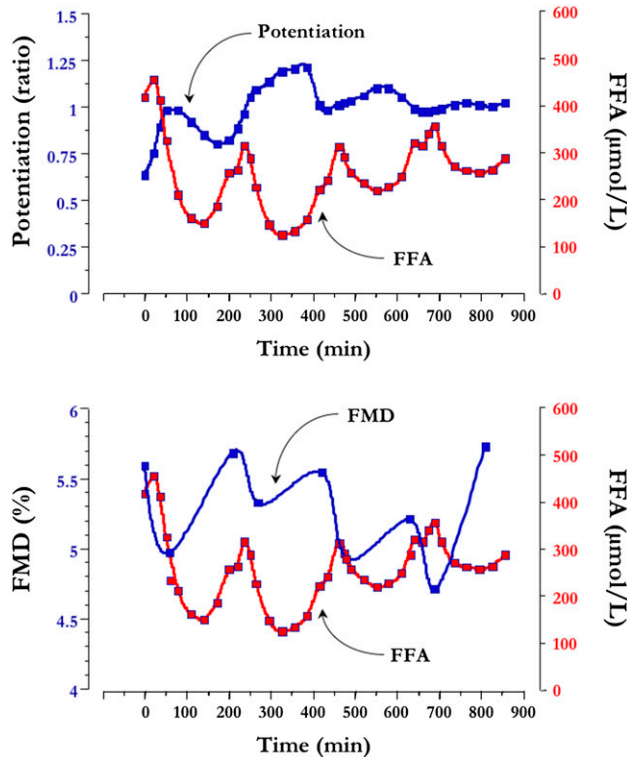 Potentiation (ratio)
1.5
1.25
1
0.75
0.5
0.25
0
Potentiation
FFA
600
500
400
300
200
100
0
FFA (μmol/L)
0 100 200 300 400 500 600 700 800 900
Time (min)
FMD (%)
6
5.5
5
4.5
4
FMD
FFA
600
500
400
300
200
100
0
FFA (μmol/L)
0 100 200 300 400 500 600 700 800 900
Time (min)